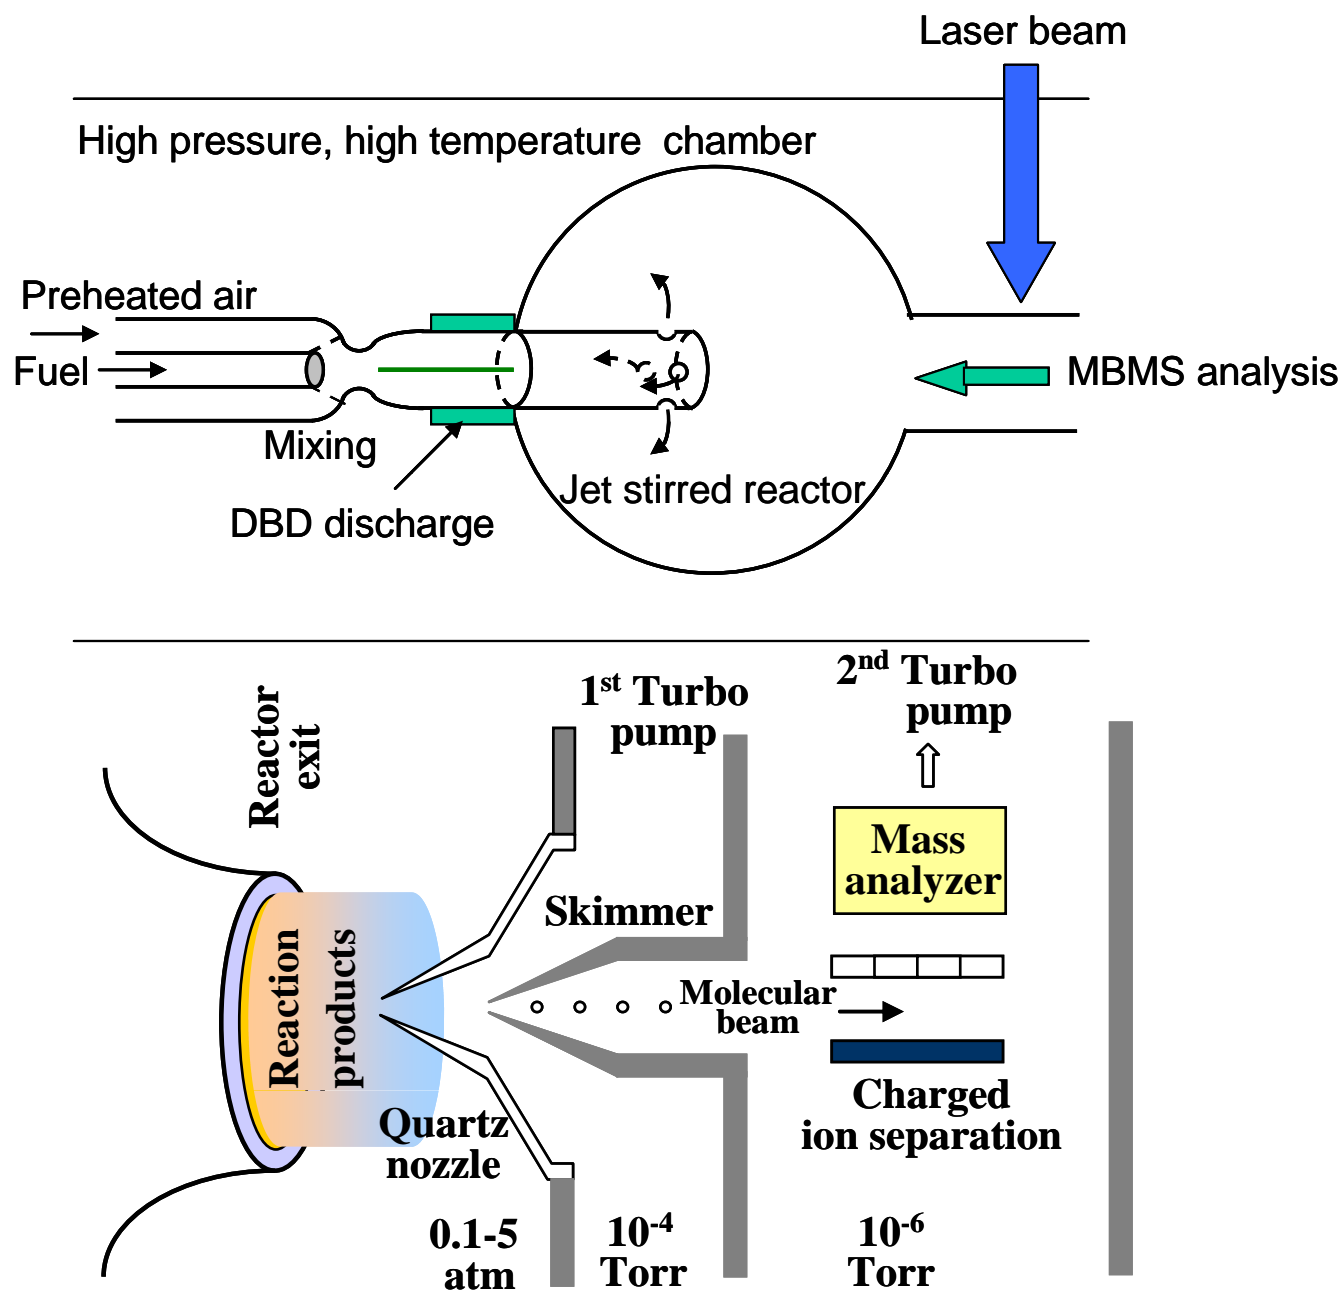 Laser beam
High pressure, high temperature chamber
Preheated air
Fuel
MBMS analysis
Mixing
Jet stirred reactor
DBD discharge
Reactor
exit
1st Turbo
pump
2nd Turbo
pump
Mass
analyzer
Skimmer
Reaction
products
Molecular
beam
Quartz
nozzle
Charged
ion separation
0.1-5
atm
10-4
Torr
10-6
Torr